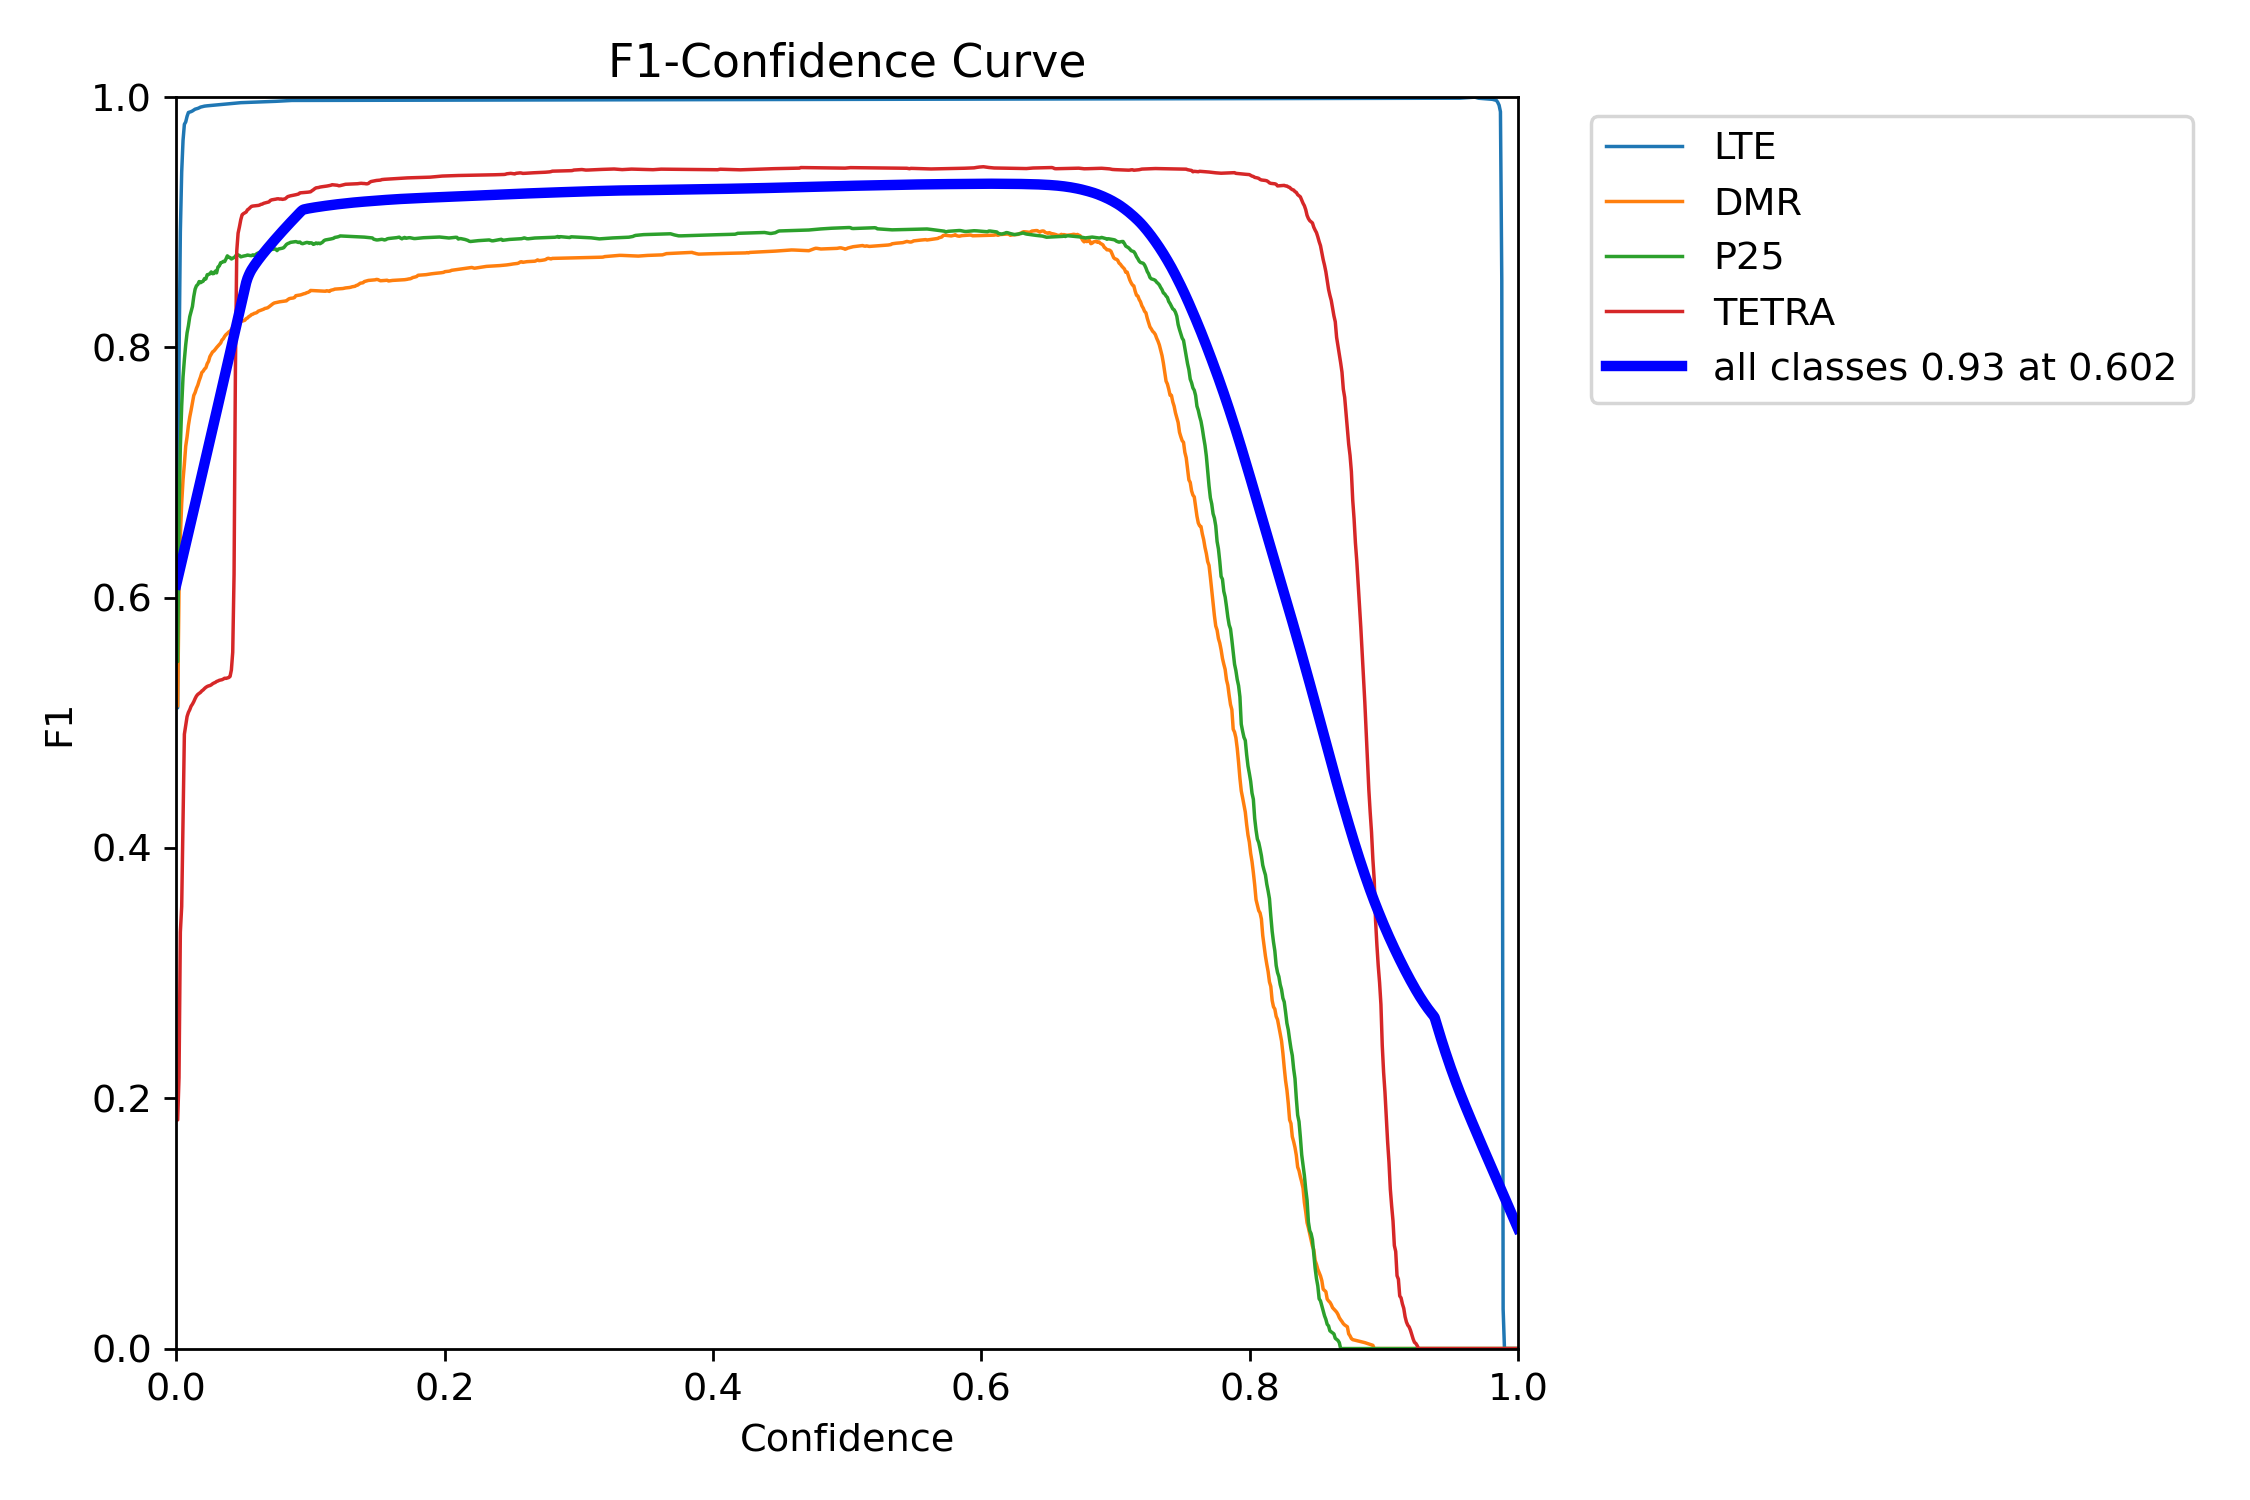 F1-Confidence Curve
1.0
0.8
0.6
0.4
0.2
0.0
F1
0.0 0.2 0.4 0.6 0.8 1.0
Confidence
LTE
DMR
P25
TETRA
all classes 0.93 at 0.602